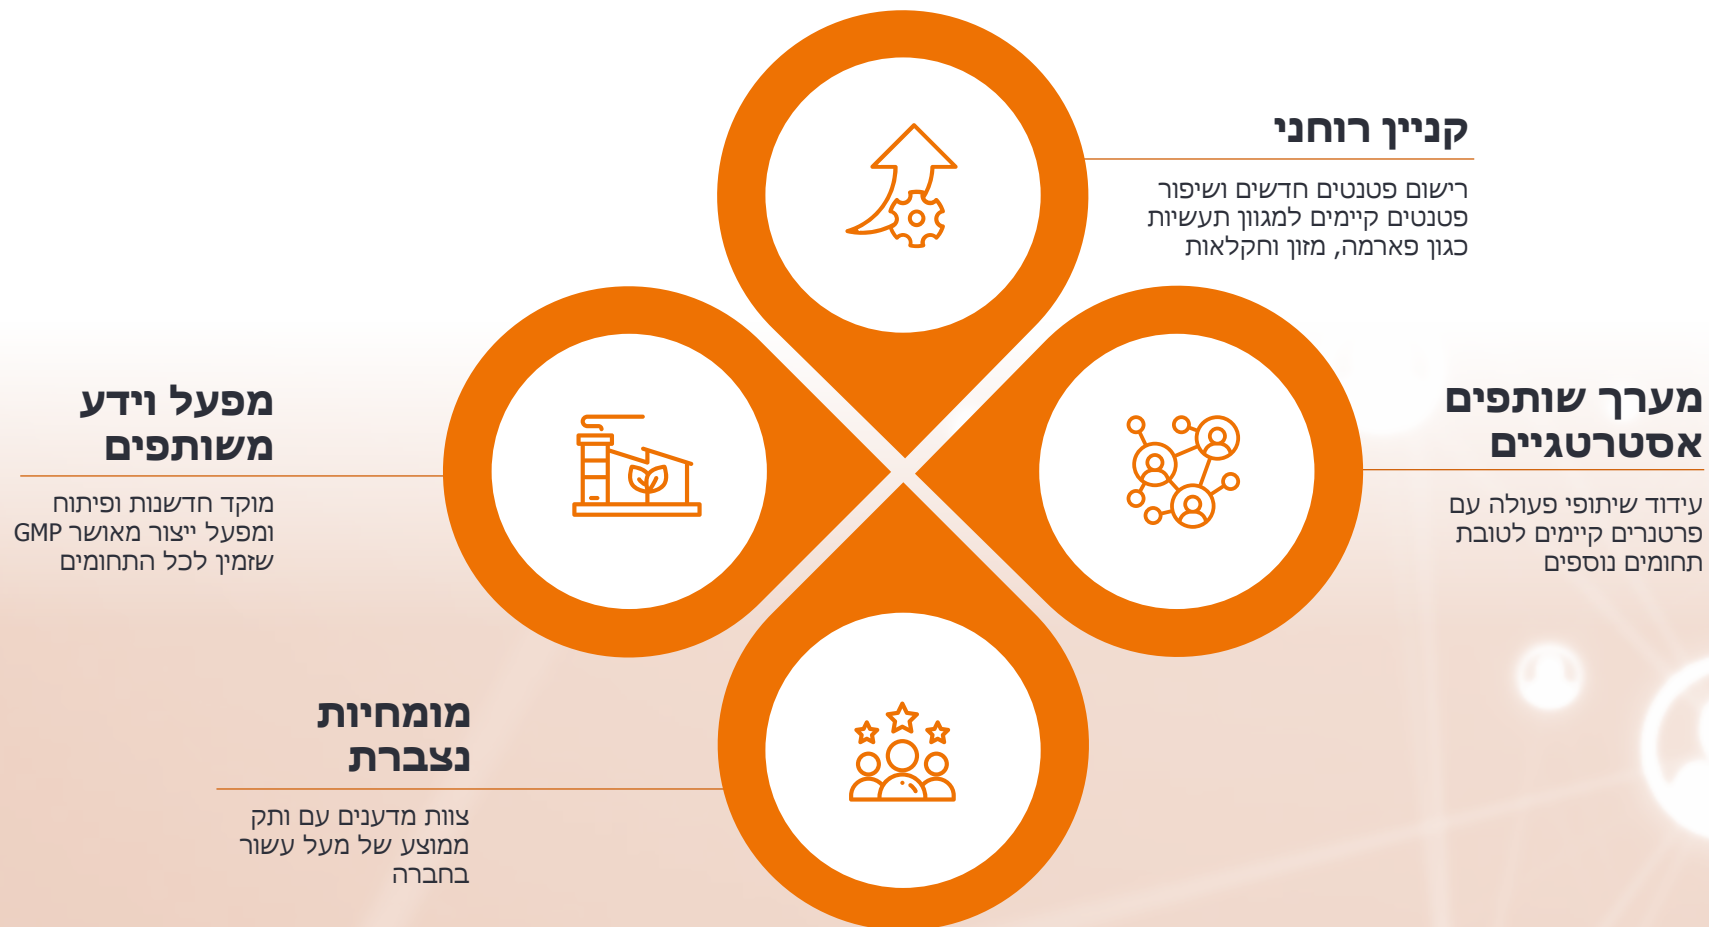 קניין רוחני
רישום פטנטים חדשים ושיפור
פטנטים קיימים למגוון תעשיות
כגון פארמה, מזון וחקלאות
מערך שותפים
אסטרטגיים
עידוד שיתופי פעולה עם
פרטנרים קיימים לטובת
תחומים נוספים
מפעל וידע
משותפים
מוקד חדשנות ופיתוח
ומפעל ייצור מאושר GMP
שזמין לכל התחומים
מומחיות
נצברת
צוות מדענים עם ותק
ממוצע של מעל עשור
בחברה